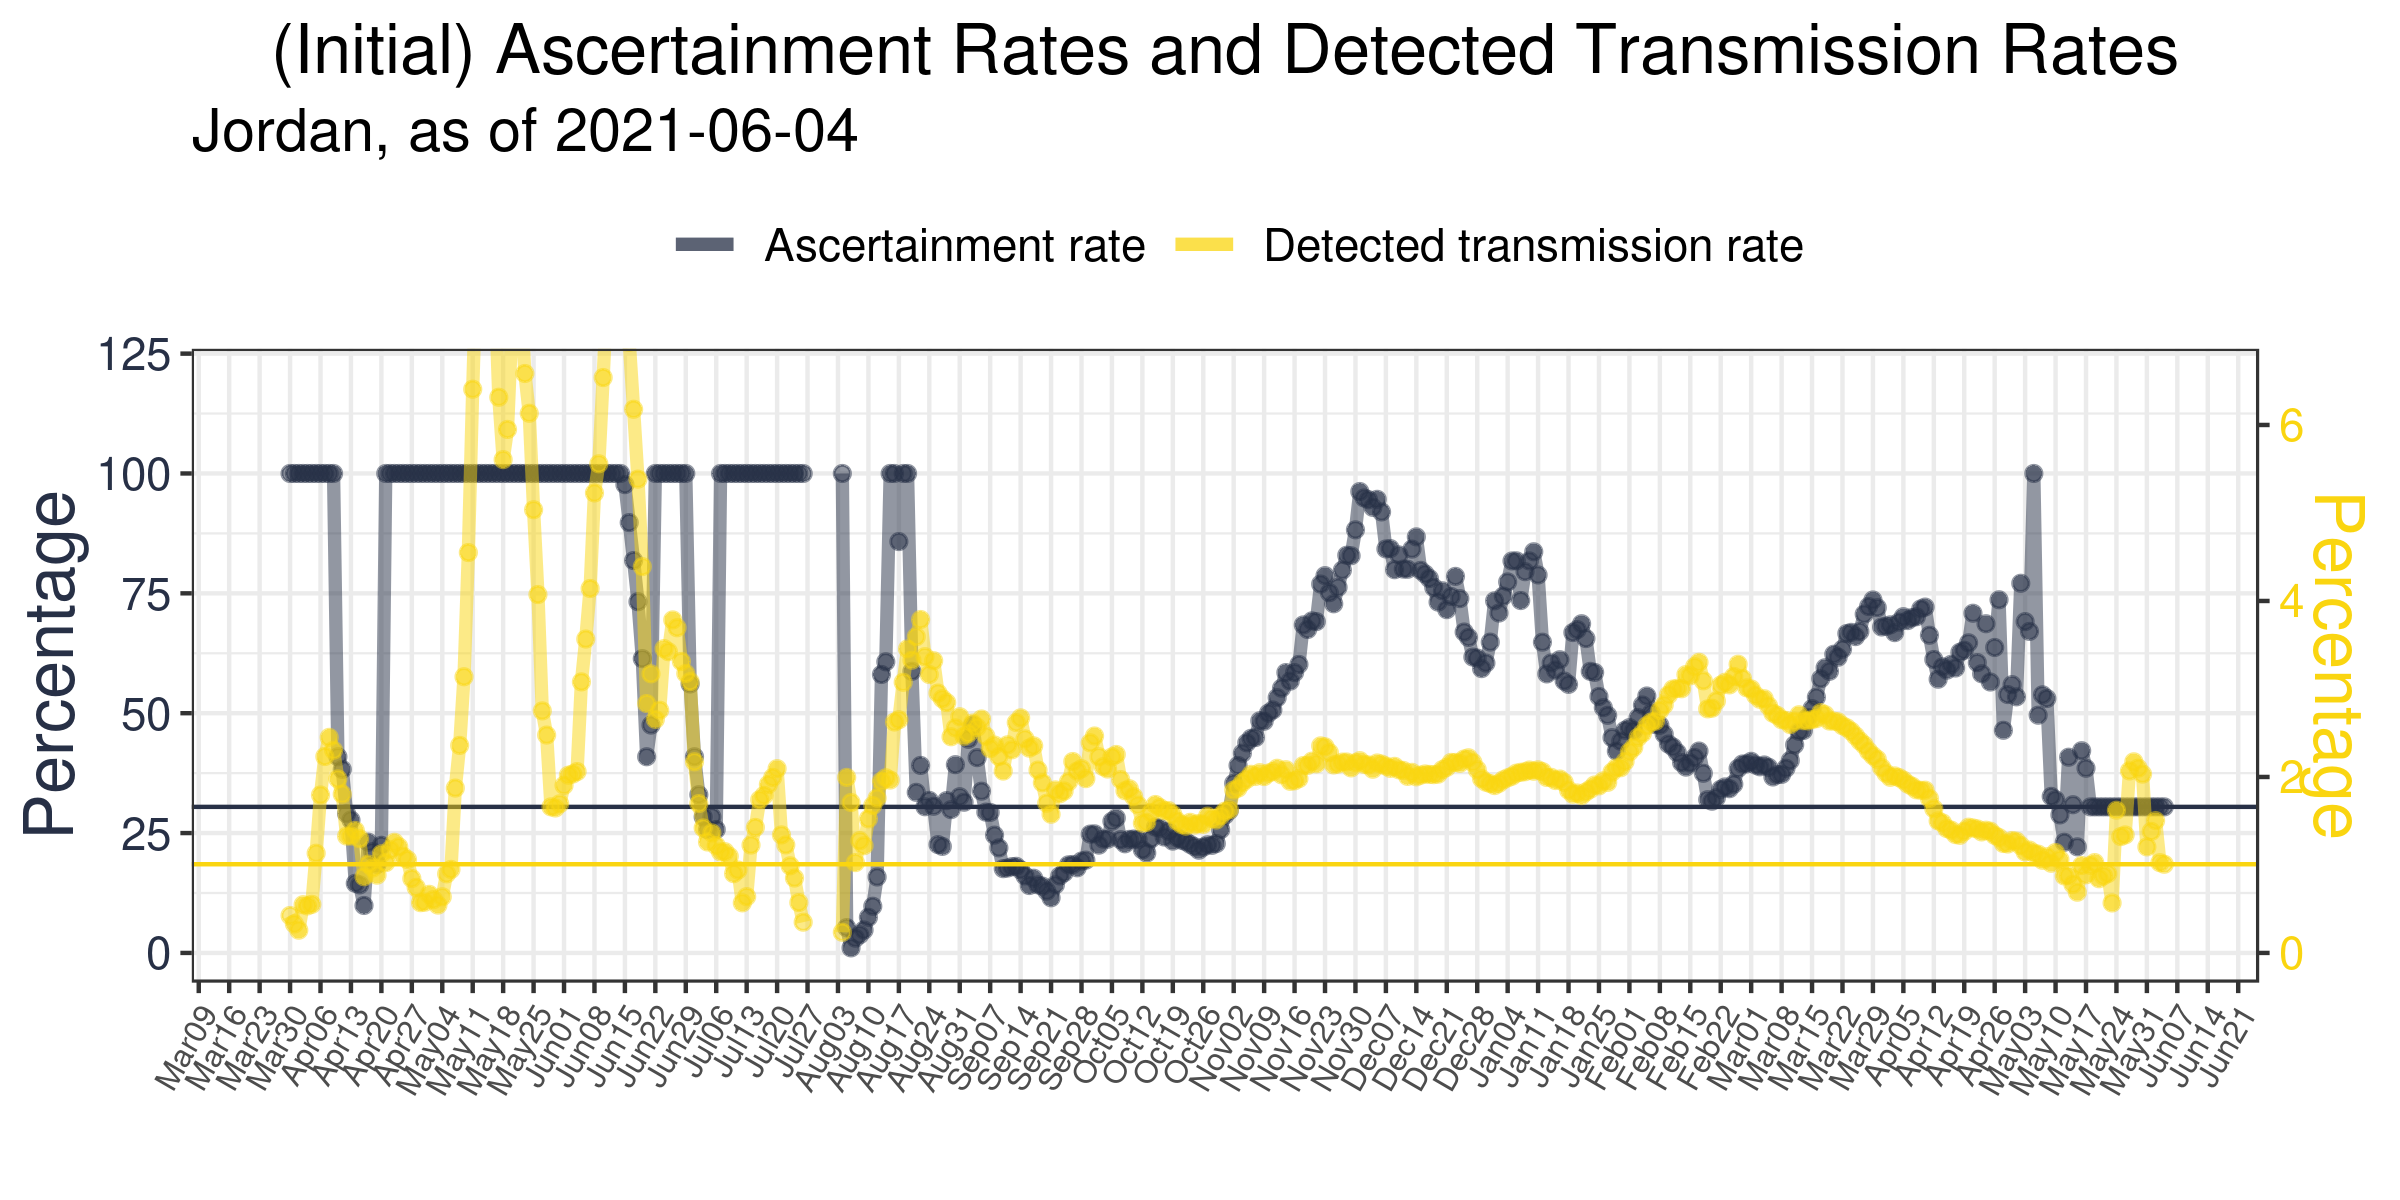 (Initial) Ascertainment Rates and Detected Transmission Rates
Jordan, as of 2021-06-04
Ascertainment rate
Detected transmission rate
Percentage
125
100
75
50
25
0
6
4
2
0
Percentage
Mar09
Mar16
Mar23
Mar30
Apr06
Apr13
Apr20
Apr27
May04
May11
May18
May25
Jun01
Jun08
Jun15
Jun22
Jun29
Jul06
Jul13
Jul20
Jul27
Aug03
Aug10
Aug17
Aug24
Aug31
Sep07
Sep14
Sep21
Sep28
Oct05
Oct12
Oct19
Oct26
Nov02
Nov09
Nov16
Nov23
Nov30
Dec07
Dec14
Dec21
Dec28
Jan04
Jan11
Jan18
Jan25
Feb01
Feb08
Feb15
Feb22
Mar01
Mar08
Mar15
Mar22
Mar29
Apr05
Apr12
Apr19
Apr26
May03
May10
May17
May24
May31
Jun07
Jun14
Jun21